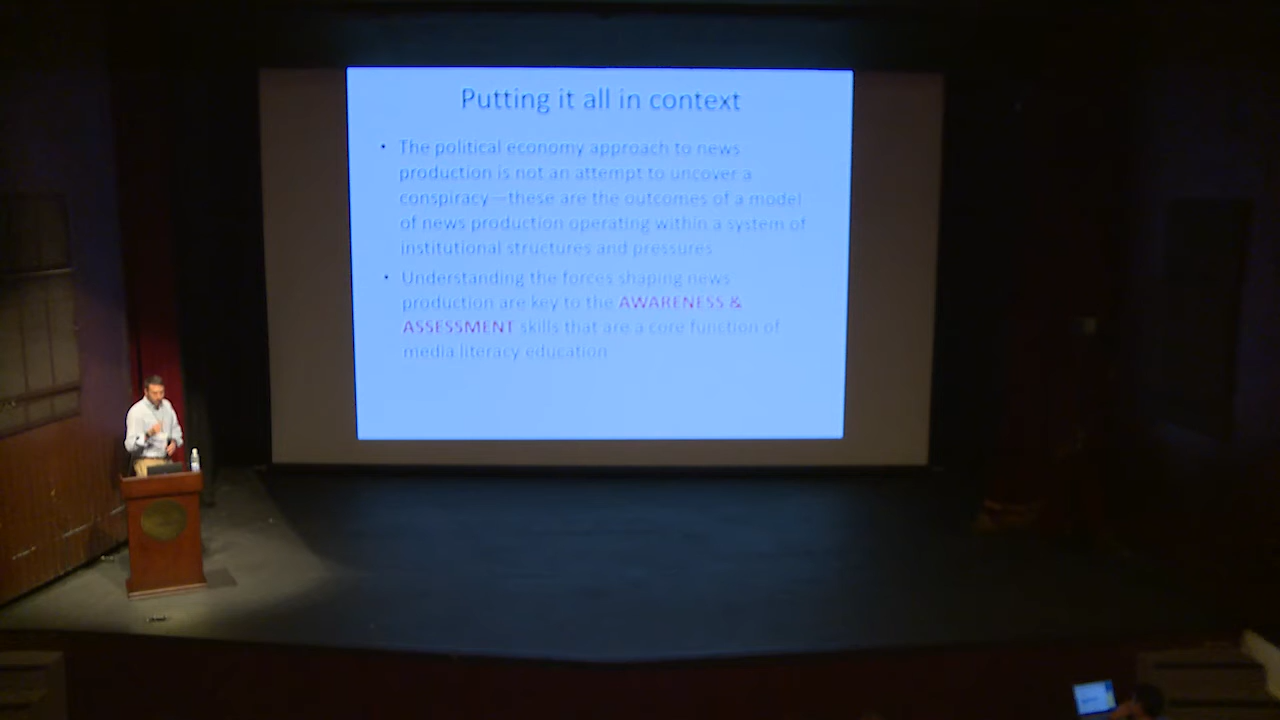 Putting it all in context
• The political economy approach to news
production is not an attempt to uncover a
conspiracy—these are the outcomes of a model
of news production operating within a system of
institutional structures and pressures
• Understanding the forces shaping news
production are key to the AWARENESS &
ASSESSMENT skills that are a core function of
media literacy education